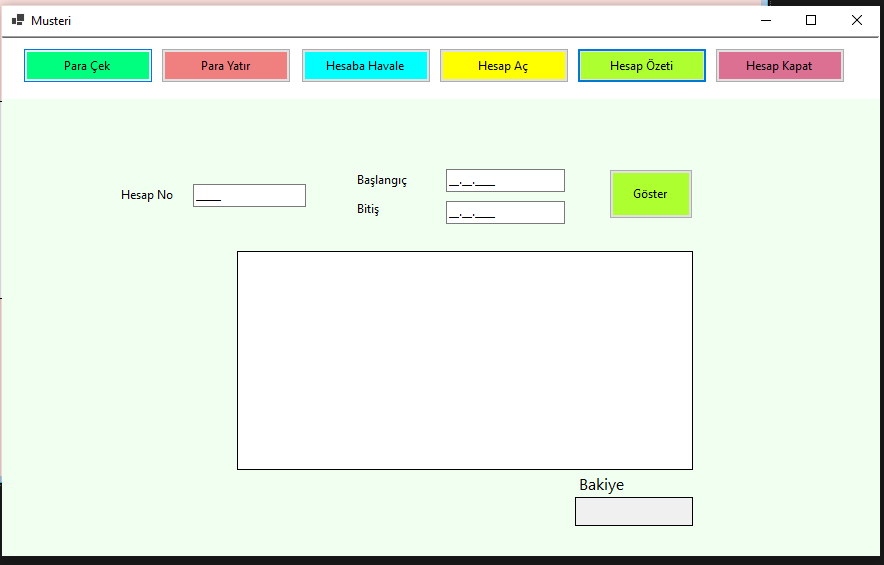 Musteri
Para Çek Para Yatır Hesaba Havale Hesap Aç Hesap Özeti Hesap Kapat
Hesap No ____
Başlangıç __.__.____
Bitiş __.__.____
Göster
Bakiye